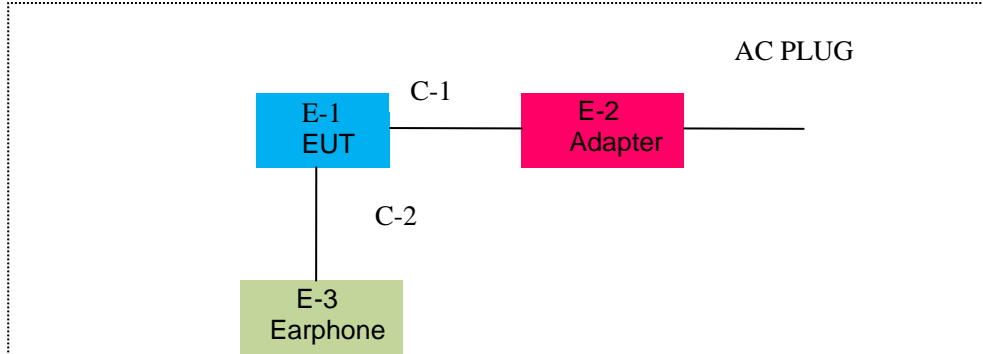 AC PLUG
C-1
E-1
EUT
E-2
Adapter
C-2
E-3
Earphone